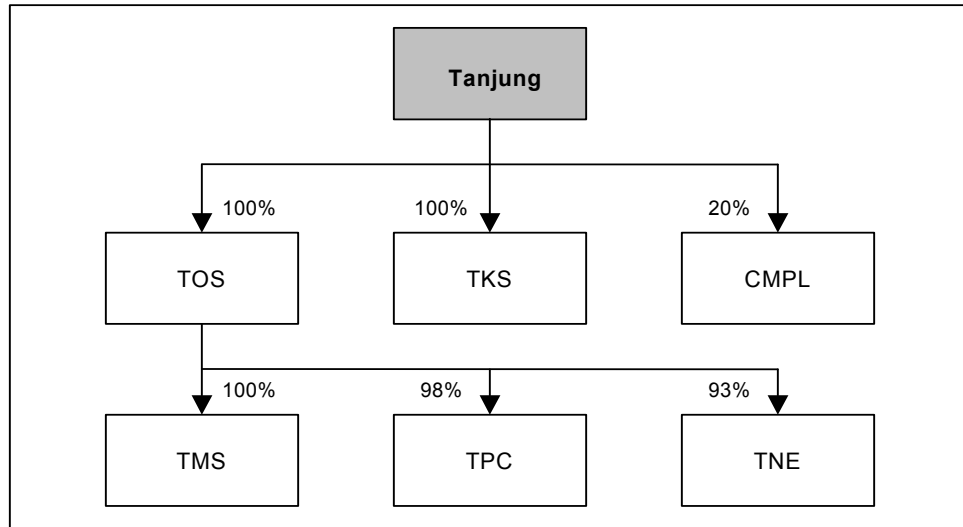 Tanjung
100%
100%
20%
TOS
TKS
CMPL
100%
98%
93%
TMS
TPC
TNE